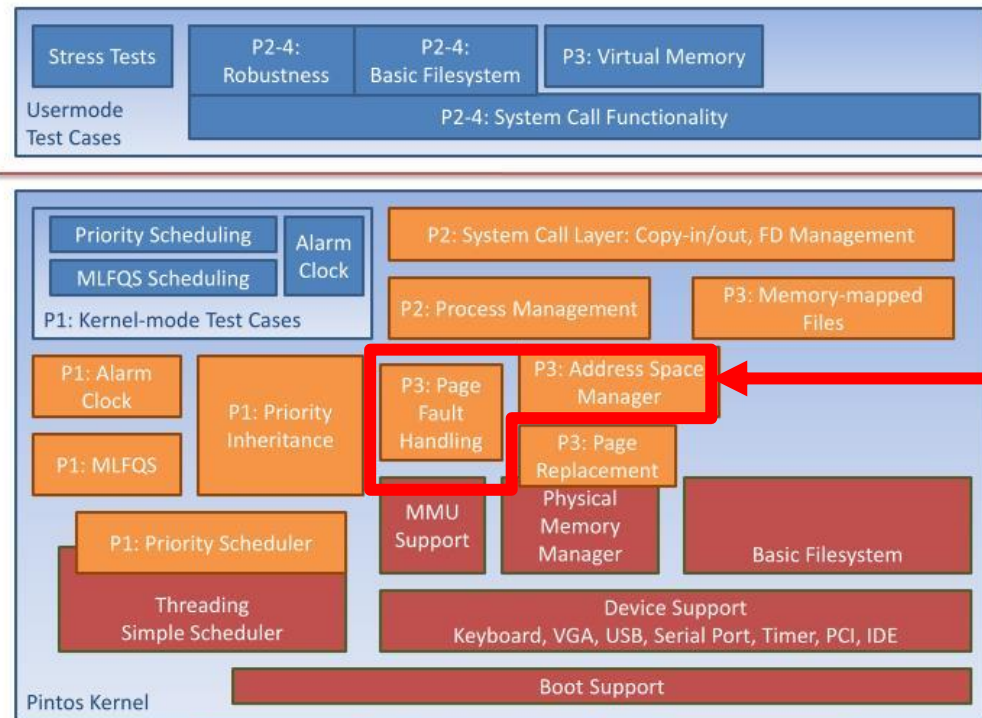 Stress Tests
P2-4:
Robustness
P2-4:
Basic Filesystem
P3: Virtual Memory
Usermode
Test Cases
P2-4: System Call Functionality
Priority Scheduling
MLFQS Scheduling
Alarm
Clock
P1: Kernel-mode Test Cases
P2: System Call Layer: Copy-in/out, FD Management
P2: Process Management
P3: Memory-mapped
Files
P1: Alarm
Clock
P1: MLFQS
P1: Priority
Inheritance
P3: Page
Fault
Handling
P3: Address Space
Manager
P3: Page
Replacement
MMU
Support
Physical
Memory
Manager
Basic Filesystem
P1: Priority Scheduler
Threading
Simple Scheduler
Device Support
Keyboard, VGA, USB, Serial Port, Timer, PCI, IDE
Boot Support
Pintos Kernel